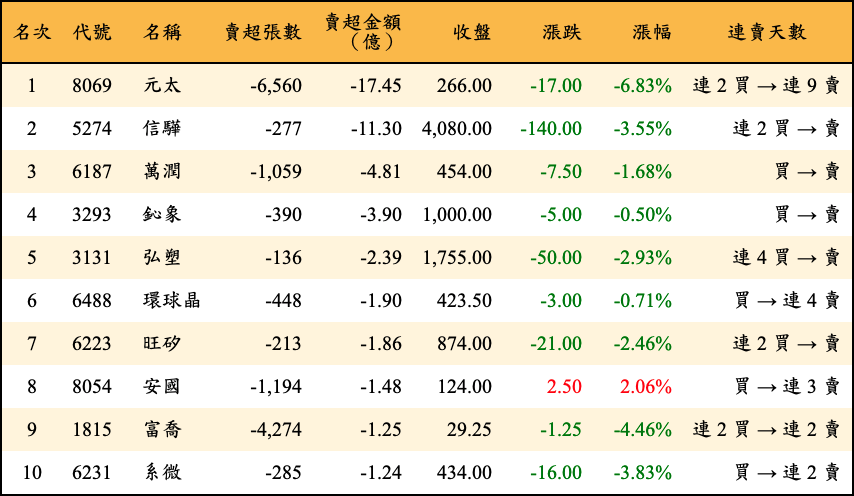 名次 代號 名稱 賣超張數 賣超金額（億） 收盤 漲跌 漲幅 連賣天數
1 8069 元太 -6,560 -17.45 266.00 -17.00 -6.83% 連 2 買 → 連 9 賣
2 5274 信驊 -277 -11.30 4,080.00 -140.00 -3.55% 連 2 買 → 賣
3 6187 萬潤 -1,059 -4.81 454.00 -7.50 -1.68% 買 → 賣
4 3293 鈊象 -390 -3.90 1,000.00 -5.00 -0.50% 買 → 賣
5 3131 弘塑 -136 -2.39 1,755.00 -50.00 -2.93% 連 4 買 → 賣
6 6488 環球晶 -448 -1.90 423.50 -3.00 -0.71% 買 → 連 4 賣
7 6223 旺矽 -213 -1.86 874.00 -21.00 -2.46% 連 2 買 → 賣
8 8054 安國 -1,194 -1.48 124.00 2.50 2.06% 買 → 連 3 賣
9 1815 富喬 -4,274 -1.25 29.25 -1.25 -4.46% 連 2 買 → 連 2 賣
10 6231 系微 -285 -1.24 434.00 -16.00 -3.83% 買 → 連 2 賣